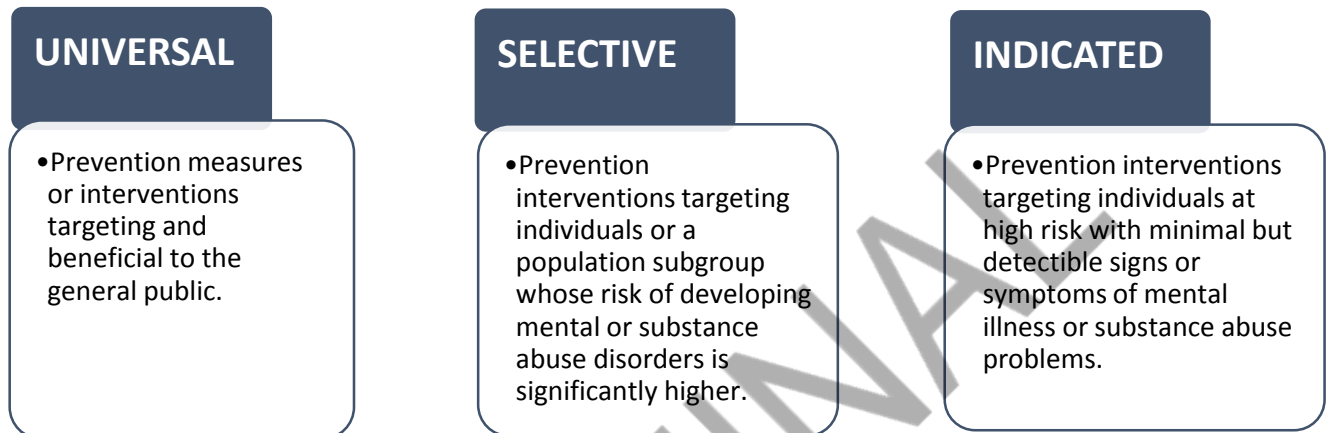 UNIVERSAL
•Prevention measures
or interventions
targeting and
beneficial to the
general public.
SELECTIVE
•Prevention
interventions targeting
individuals or a
population subgroup
whose risk of developing
mental or substance
abuse disorders is
significantly higher.
INDICATED
•Prevention interventions
targeting individuals at
high risk with minimal but
detectible signs or
symptoms of mental
illness or substance abuse
problems.